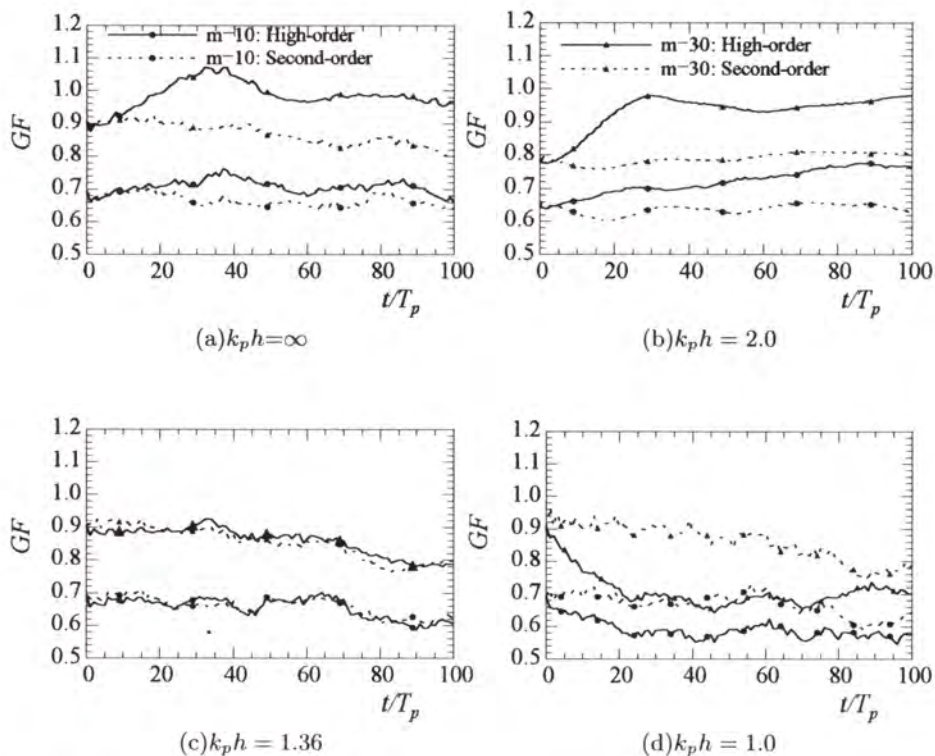 m−10: High-order
m−10: Second-order
GF
1.2
1.1
1.0
0.9
0.8
0.7
0.6
0.5
0 20 40 60 80 100
t/Tp
(a)kph=∞
m−30: High-order
m−30: Second-order
GF
1.2
1.1
1.0
0.9
0.8
0.7
0.6
0.5
0 20 40 60 80 100
t/Tp
(b)kph = 2.0
GF
1.2
1.1
1.0
0.9
0.8
0.7
0.6
0.5
0 20 40 60 80 100
t/Tp
(c)kph = 1.36
GF
1.2
1.1
1.0
0.9
0.8
0.7
0.6
0.5
0 20 40 60 80 100
t/Tp
(d)kph = 1.0